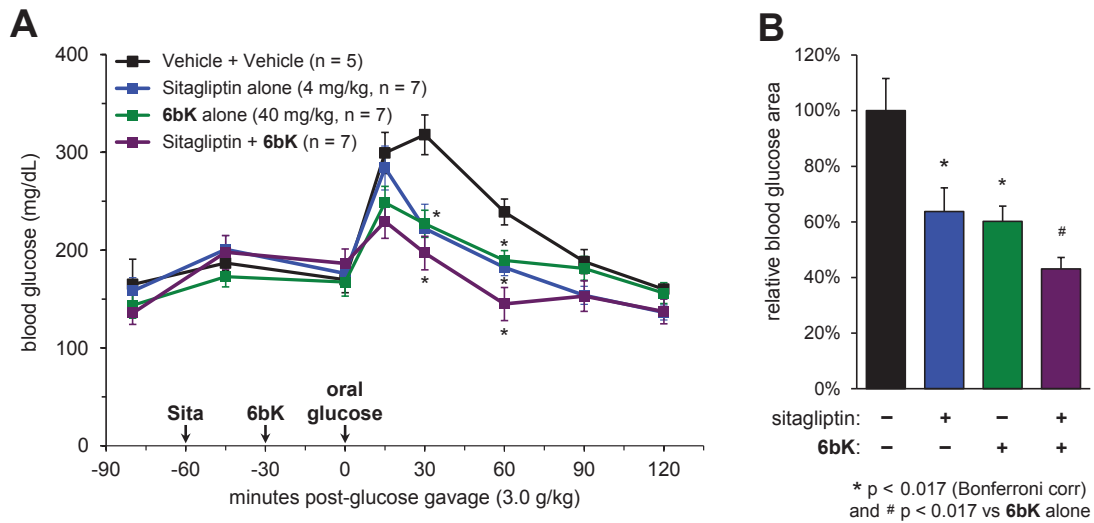 A
400
300
200
100
0
blood glucose (mg/dL)
Vehicle + Vehicle (n = 5)
Sitagliptin alone (4 mg/kg, n = 7)
6bK alone (40 mg/kg, n = 7)
Sitagliptin + 6bK (n = 7)
*
*
*
*
*
Sita
6bK
oral
glucose
-90
-60
-30
0
30
60
90
120
minutes post-glucose gavage (3.0 g/kg)
B
120%
100%
80%
60%
40%
20%
0%
relative blood glucose area
*
*
#
sitagliptin: – + – +
6bK: – – + +
* p < 0.017 (Bonferroni corr)
and # p < 0.017 vs 6bK alone